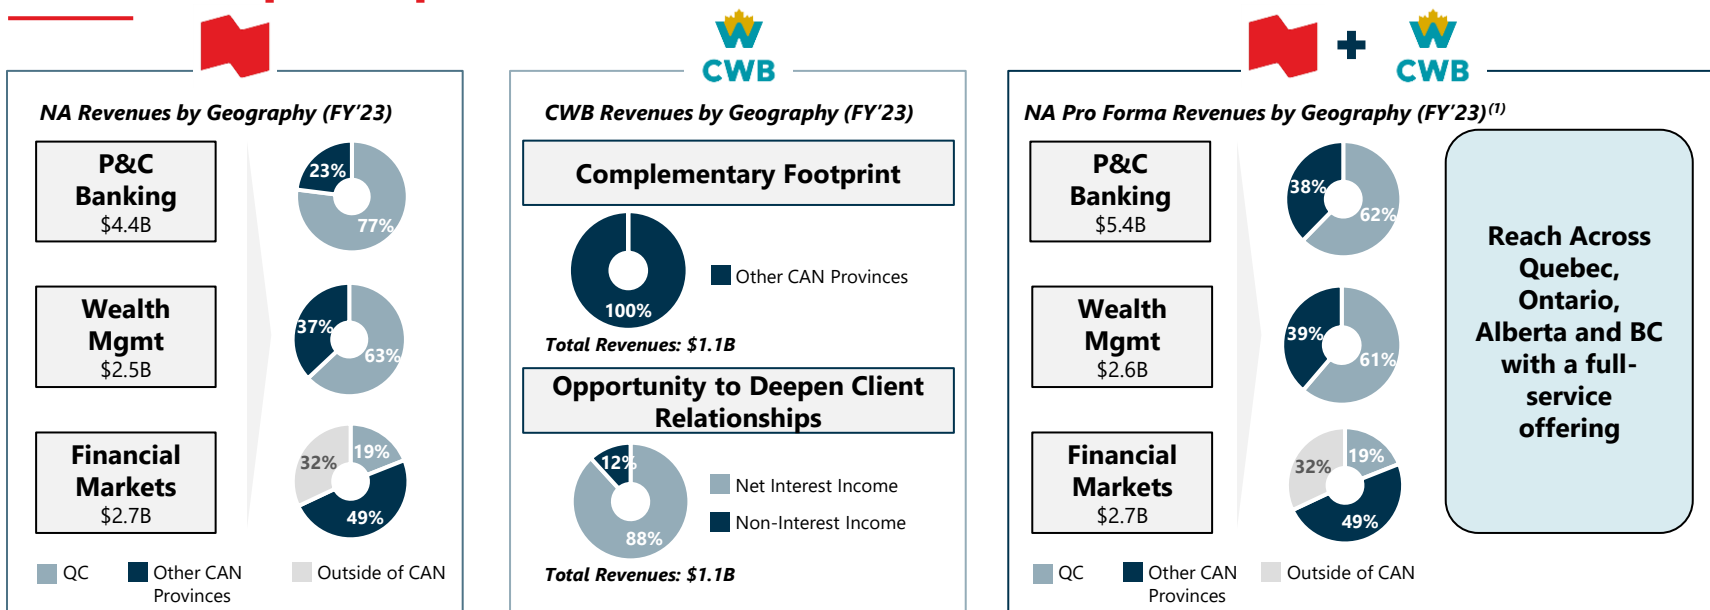 W
CWB
W
CWB
NA Revenues by Geography (FY'23)
P&C
Banking
$4.4B
23%
77%
Wealth
Mgmt
$2.5B
37%
63%
Financial
Markets
$2.7B
32%
19%
49%
QC
Other CAN
Provinces
Outside of CAN
CWB Revenues by Geography (FY'23)
Complementary Footprint
100%
Other CAN Provinces
Total Revenues: $1.1B
Opportunity to Deepen Client
Relationships
12%
88%
Net Interest Income
Non-Interest Income
Total Revenues: $1.1B
NA Pro Forma Revenues by Geography (FY'23)(1)
P&C
Banking
$5.4B
38%
62%
Wealth
Mgmt
$2.6B
39%
61%
Financial
Markets
$2.7B
32%
19%
49%
QC
Other CAN
Provinces
Outside of CAN
Reach Across
Quebec,
Ontario,
Alberta and BC
with a full-
service
offering